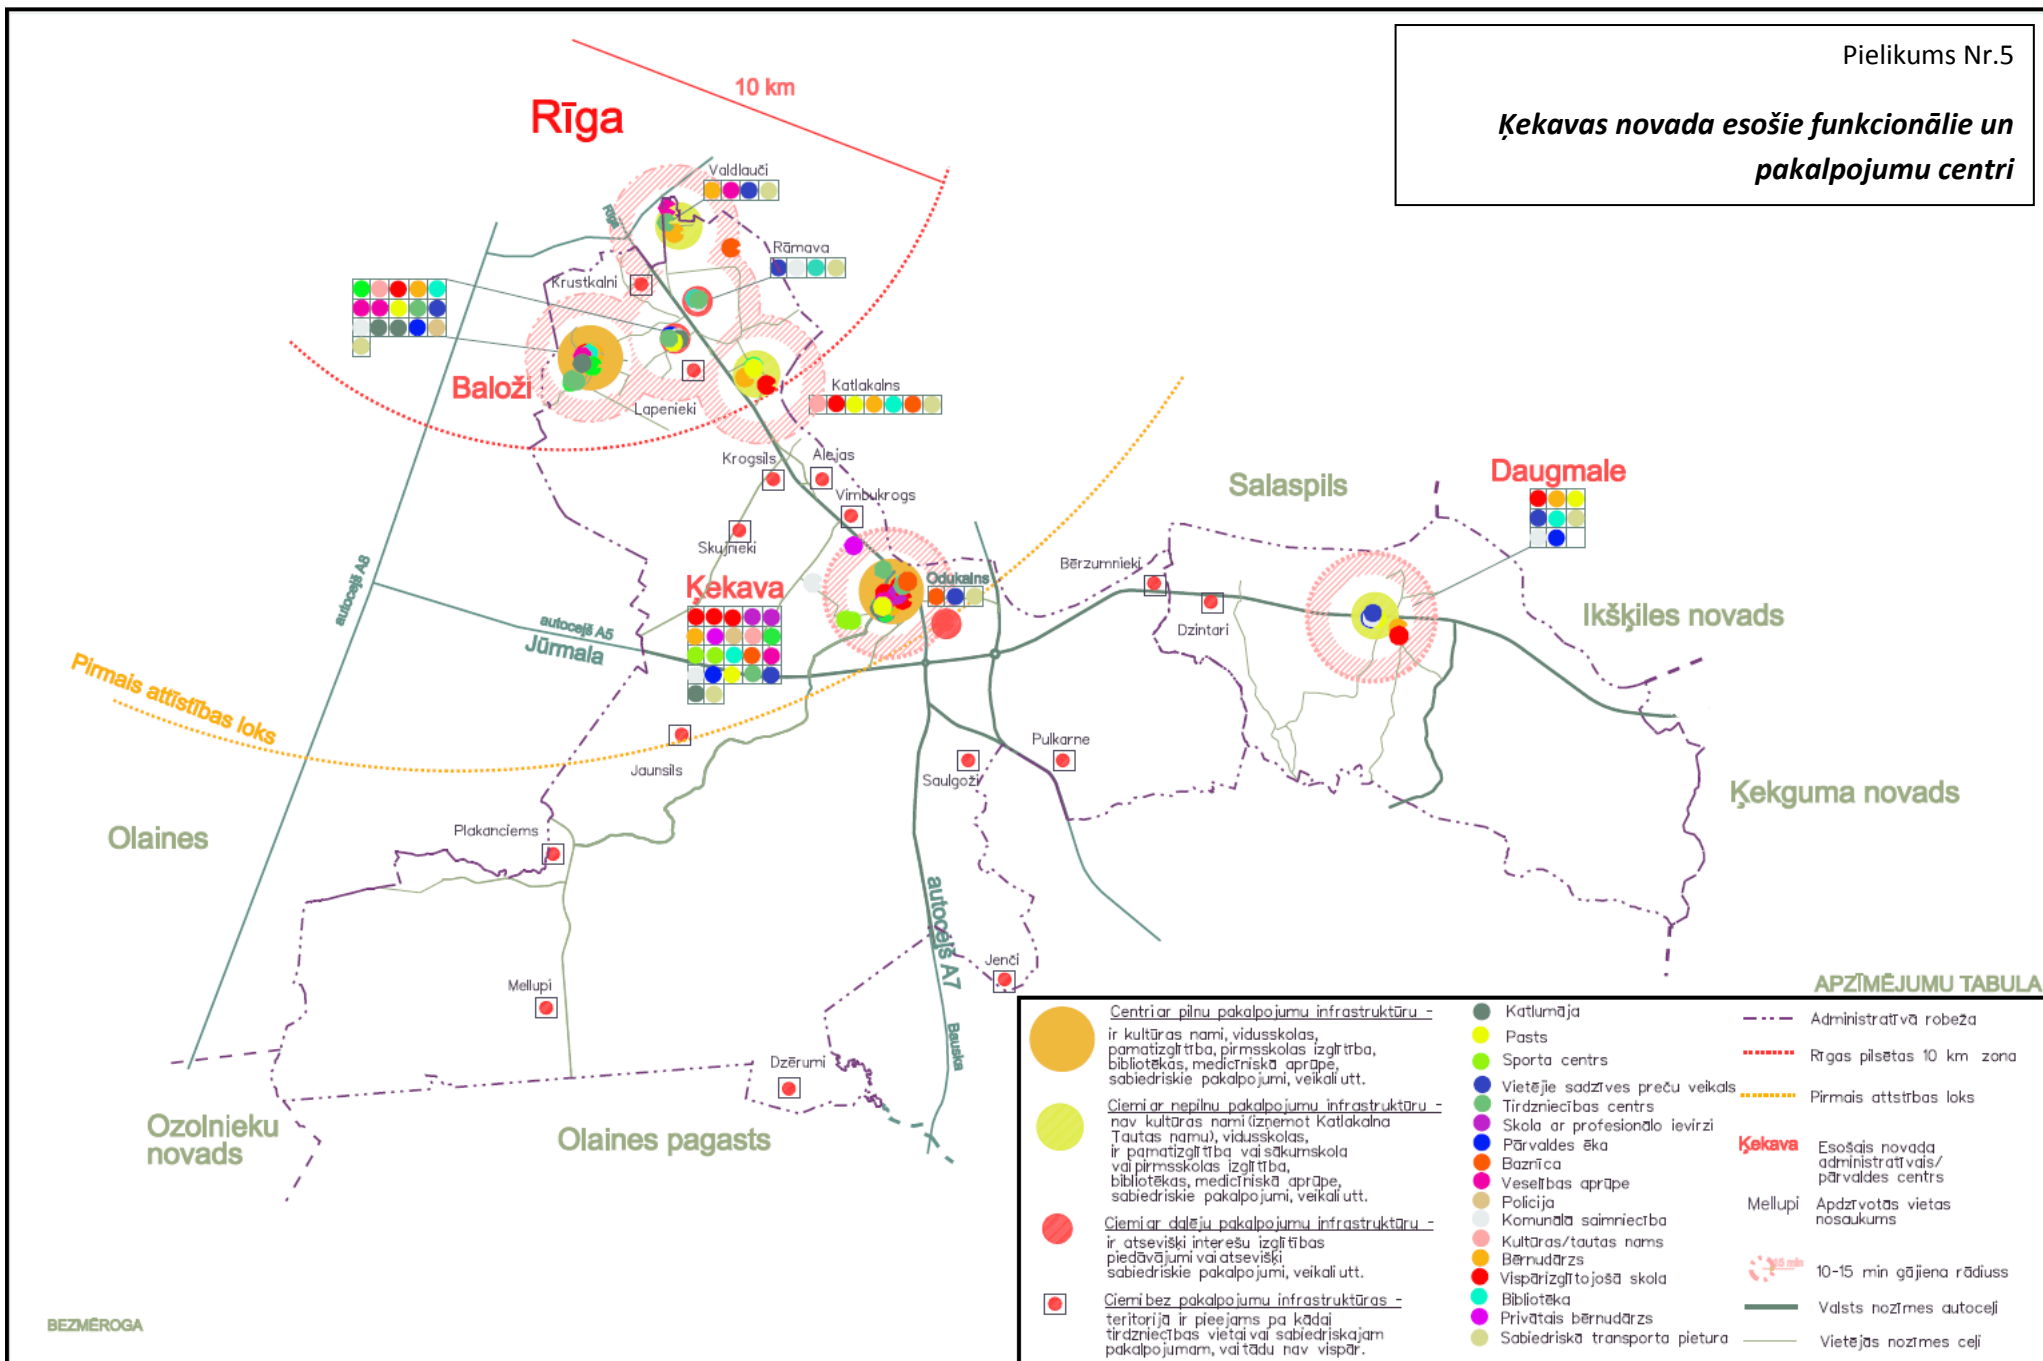 Pielikums Nr.5
Ķekavas novada esošie funkcionālie un
pakalpojumu centri
10 km
Rīga
Valdlauči
Rīga
Rāmava
Krustkalni
Baloži
Katlakalns
Lapenieki
Krogsils
Alejas
Vimbukrogs
Skujnieki
Salaspils
Daugmale
autoceļš A8
Ķekava
Odukalns
Bērzumnieki
Dzintari
Ikšķiles novads
autoceļš A5
Jūrmala
Pirmais attīstības loks
Jaunsils
Saulgoži
Pulkarne
Ķekguma novads
Olaines
Plakanciems
autoceļš A7
Jenči
Mellupi
Bauska
Dzērumi
Ozolnieku
novads
Olaines pagasts
BEZMĒROGA
APZĪMĒJUMU TABULA
Centri ar pilnu pakalpojumu infrastruktūru -
ir kultūras nami, vidusskolas,
pamatizglītība, pirmsskolas izglītība,
bibliotēkas, medicīniskā aprūpe,
sabiedriskie pakalpojumi, veikali utt.
Ciemi ar nepilnu pakalpojumu infrastruktūru -
nav kultūras nami (izņemot Katlakalna
Tautas namu), vidusskolas,
ir pamatizglītība vai sākumskola
vai pirmsskolas izglītība,
bibliotēkas, medicīniskā aprūpe,
sabiedriskie pakalpojumi, veikali utt.
Ciemi ar daļēju pakalpojumu infrastruktūru -
ir atsevišķi interešu izglītības
piedāvājumi vai atsevišķi
sabiedriskie pakalpojumi, veikali utt.
Ciemi bez pakalpojumu infrastruktūras -
teritorijā ir pieejams pa kādai
tirdzniecības vietai vai sabiedriskajam
pakalpojumam, vai tādu nav vispār.
Katlumāja
Pasts
Sporta centrs
Vietējie sadzīves preču veikals
Tirdzniecības centrs
Skola ar profesionālo ievirzi
Pārvaldes ēka
Baznīca
Veselības aprūpe
Policija
Komunālā saimniecība
Kultūras/tautas nams
Bērnudārzs
Vispārizglītojošā skola
Bibliotēka
Privātais bērnudārzs
Sabiedriskā transporta pietura
Administratīvā robeža
Rīgas pilsētas 10 km zona
Pirmais attstības loks
Ķekava
Esošais novada
administratīvais/
pārvaldes centrs
Mellupi
Apdzīvotās vietas
nosaukums
15 min
10-15 min gājiena rādiuss
Valsts nozīmes autoceļi
Vietējās nozīmes ceļi